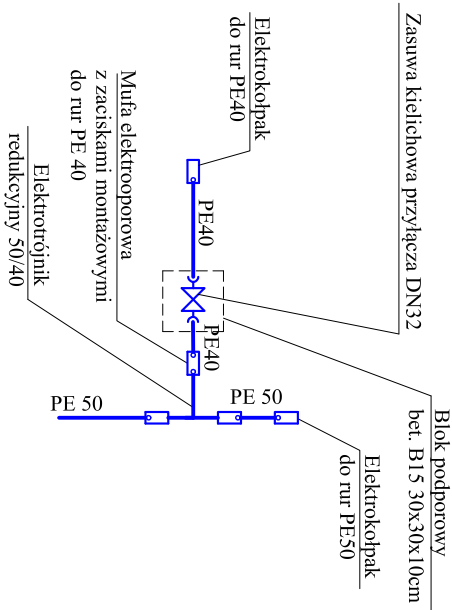 Zasuwa kielichowa przyłącza DN32
Elektrokołpak
do rur PE40
Mufa elektrooporowa
z zaciskami montażowymi
do rur PE 40
Elektrotrójnik
redukcyjny 50/40
PE40
PE40
PE 50
PE 50
Blok podporowy
bet. B15 30x30x10cm
Elektrokołpak
do rur PE50